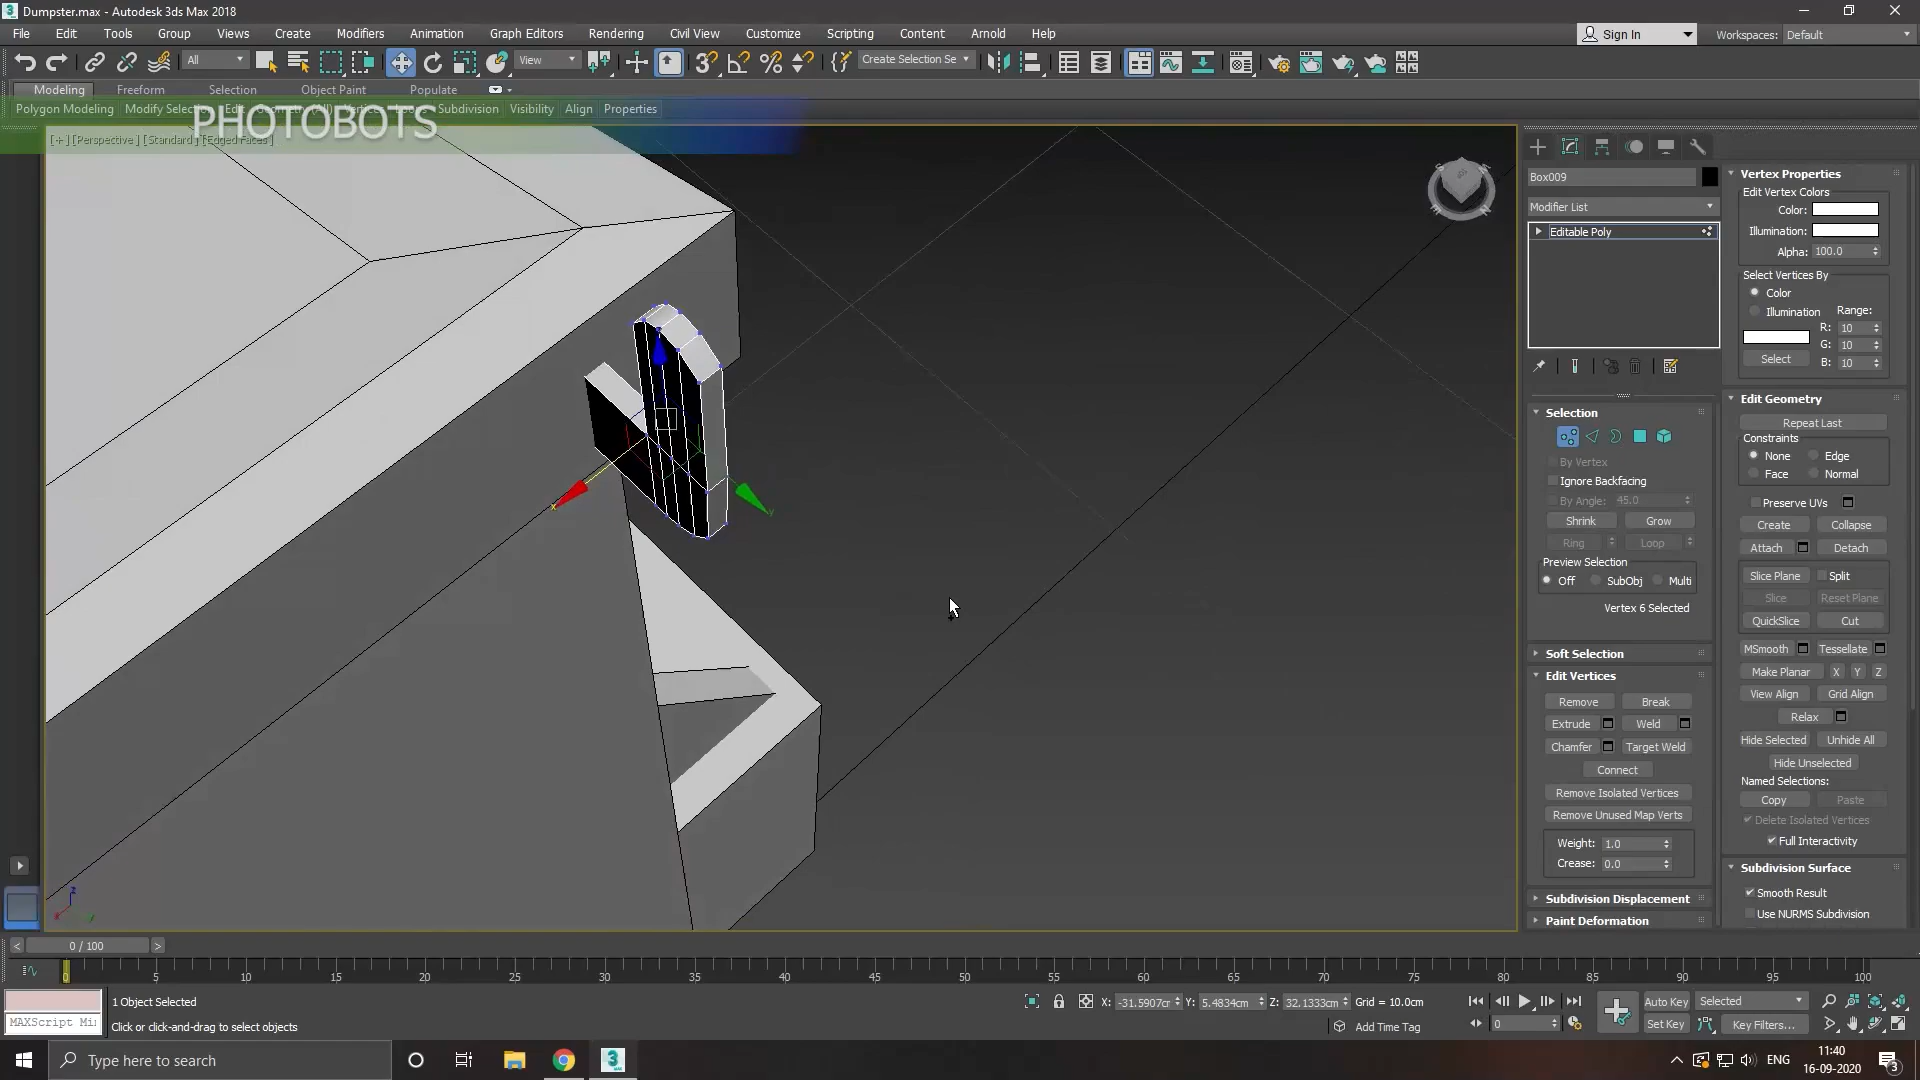 Dumpster.max - Autodesk 3ds Max 2018
File Edit Tools Group Views Create Modifiers Animation Graph Editors Rendering Civil View Customize Scripting Content Arnold Help
Sign In Workspaces: Default
All View Create Selection Se
Modeling Freeform Selection Object Paint Populate
Polygon Modeling Modify Selection Edit Geometry (All) Vertices Loops Subdivision Visibility Align Properties
PHOTOBOTS
[+] [Perspective] [Standard] [Edged Faces]
Box009
Modifier List
Editable Poly
Selection
By Vertex
Ignore Backfacing
By Angle: 45.0
Shrink Grow
Ring Loop
Preview Selection
Off SubObj Multi
Vertex 6 Selected
Soft Selection
Edit Vertices
Remove Break
Extrude Weld
Chamfer Target Weld
Connect
Remove Isolated Vertices
Remove Unused Map Verts
Weight: 1.0
Crease: 0.0
Subdivision Displacement
Paint Deformation
Vertex Properties
Edit Vertex Colors
Color:
Illumination:
Alpha: 100.0
Select Vertices By
Color
Illumination Range:
R: 10
G: 10
Select B: 10
Edit Geometry
Repeat Last
Constraints
None Edge
Face Normal
Preserve UVs
Create Collapse
Attach Detach
Slice Plane Split
Slice Reset Plane
QuickSlice Cut
MSmooth Tessellate
Make Planar X Y Z
View Align Grid Align
Relax
Hide Selected Unhide All
Hide Unselected
Named Selections:
Copy Paste
Delete Isolated Vertices
Full Interactivity
Subdivision Surface
Smooth Result
Use NURMS Subdivision
z
x
y
< 0 / 100 >
0 5 10 15 20 25 30 35 40 45 50 55 60 65 70 75 80 85 90 95 100
1 Object Selected X: -31.5907cm Y: 5.4834cm Z: 32.1333cm Grid = 10.0cm Auto Key Selected
MAXScript Mi Click or click-and-drag to select objects Add Time Tag 0 Set Key Key Filters...
Type here to search
ENG 11:40
16-09-2020
3